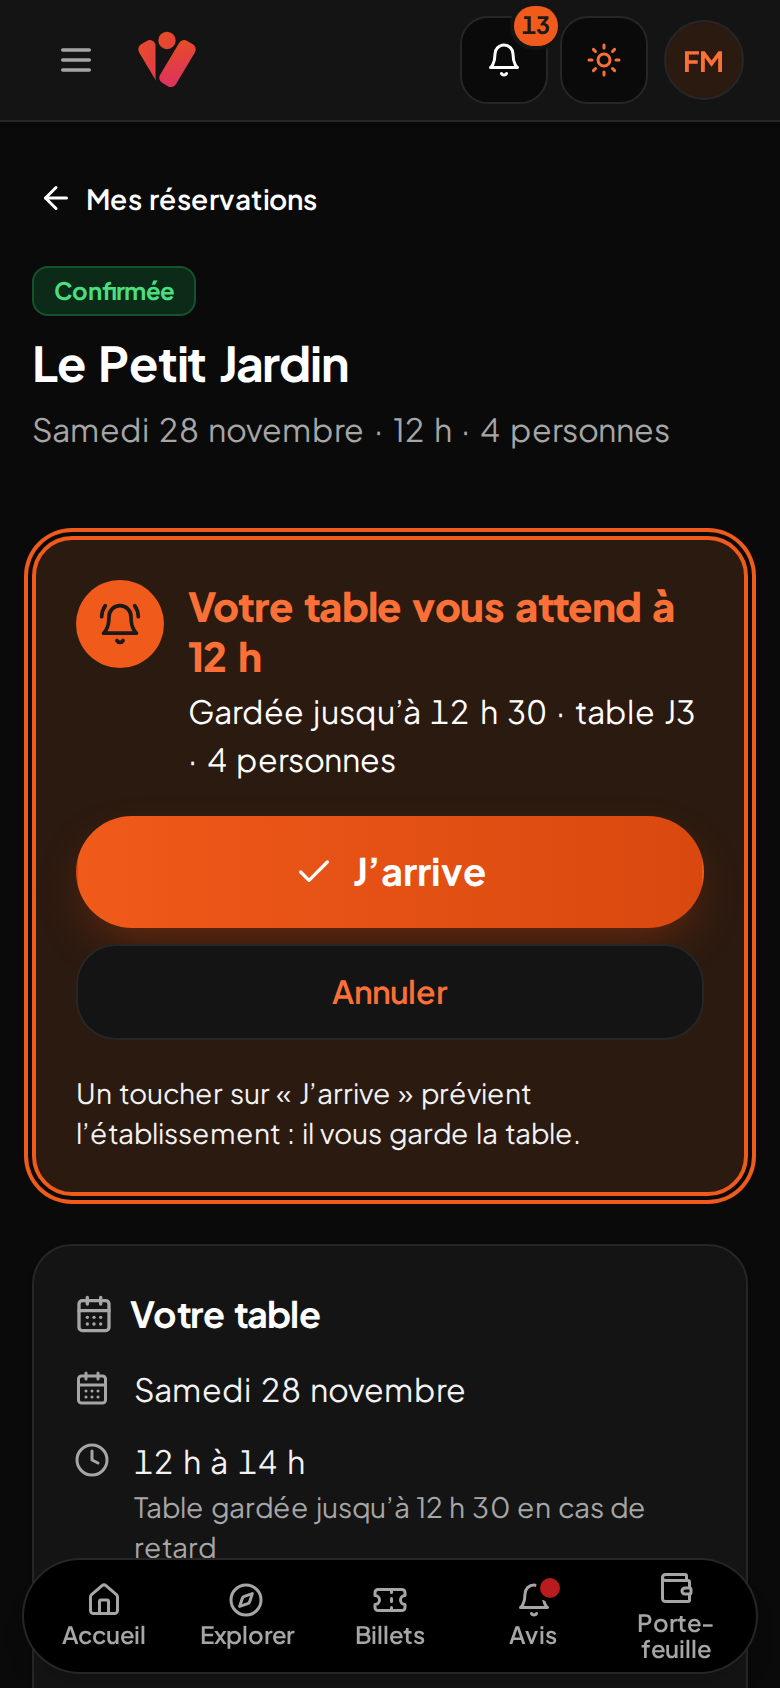 13
FM
Mes réservations
Confirmée
Le Petit Jardin
Samedi 28 novembre · 12 h · 4 personnes
Votre table vous attend à
12 h
Gardée jusqu’à 12 h 30 · table J3
· 4 personnes
J’arrive
Annuler
Un toucher sur « J’arrive » prévient
l’établissement : il vous garde la table.
Votre table
Samedi 28 novembre
12 h à 14 h
Table gardée jusqu’à 12 h 30 en cas de
retard
Accueil
Explorer
Billets
Avis
Porte-
feuille